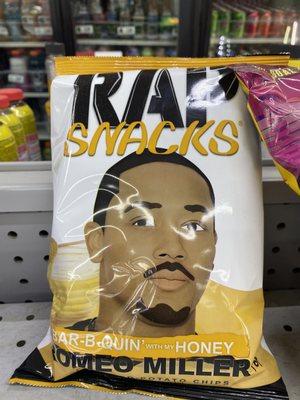 RAP
SNACKS®
BAR-B-QUIN' WITH MY HONEY
ROMEO MILLER
POTATO CHIPS